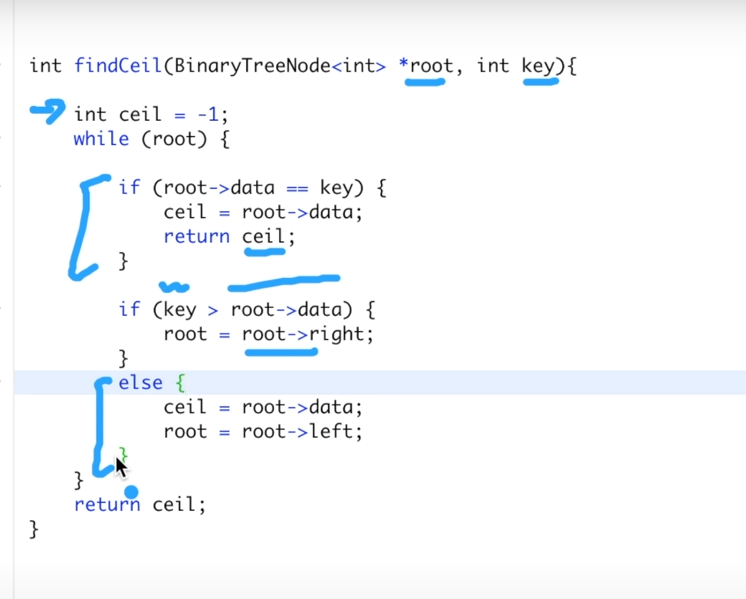 int findCeil(BinaryTreeNode<int> *root, int key){
int ceil = -1;
while (root) {
if (root->data == key) {
ceil = root->data;
return ceil;
}
if (key > root->data) {
root = root->right;
}
else {
ceil = root->data;
root = root->left;
}
}
return ceil;
}